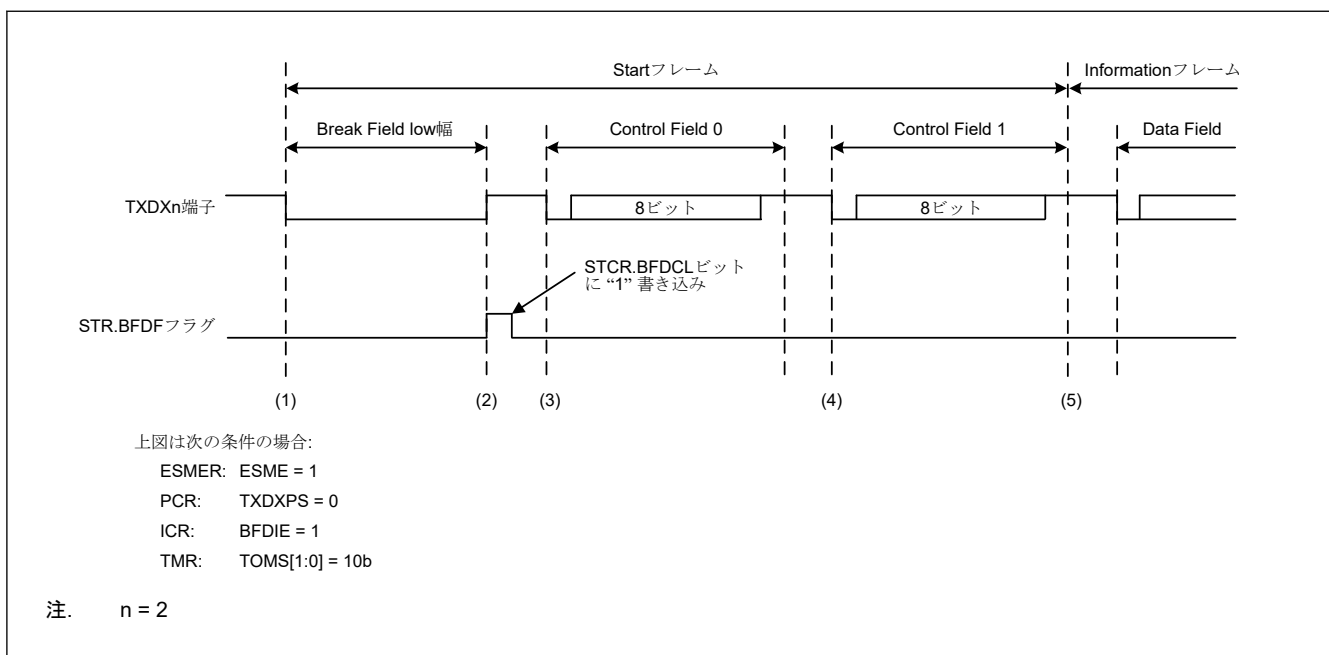 Startフレーム
Informationフレーム
Break Field low幅
Control Field 0
Control Field 1
Data Field
TXDXn端子
8ビット
8ビット
STCR.BFDCLビット
に “1” 書き込み
STR.BFDFフラグ
(1)
(2)
(3)
(4)
(5)
上図は次の条件の場合:
ESMER: ESME = 1
PCR: TXDXPS = 0
ICR: BFDIE = 1
TMR: TOMS[1:0] = 10b
注. n = 2